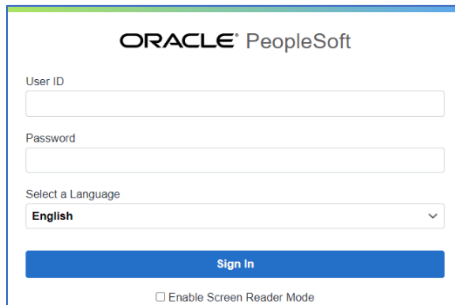 ORACLE® PeopleSoft
User ID
Password
Select a Language
English
Sign In
Enable Screen Reader Mode